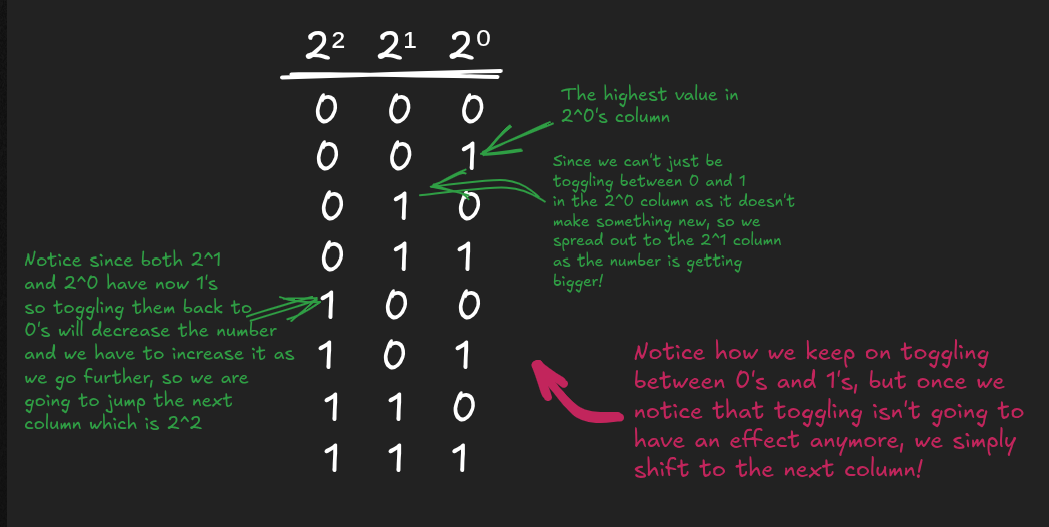 2² 2¹ 2⁰
0 0 0
0 0 1
0 1 0
0 1 1
1 0 0
1 0 1
1 1 0
1 1 1
The highest value in
2^0's column
Since we can't just be
toggling between 0 and 1
in the 2^0 column as it doesn't
make something new, so we
spread out to the 2^1 column
as the number is getting
bigger!
Notice since both 2^1
and 2^0 have now 1's
so toggling them back to
0's will decrease the number
and we have to increase it as
we go further, so we are
going to jump the next
column which is 2^2
Notice how we keep on toggling
between 0's and 1's, but once we
notice that toggling isn't going to
have an effect anymore, we simply
shift to the next column!